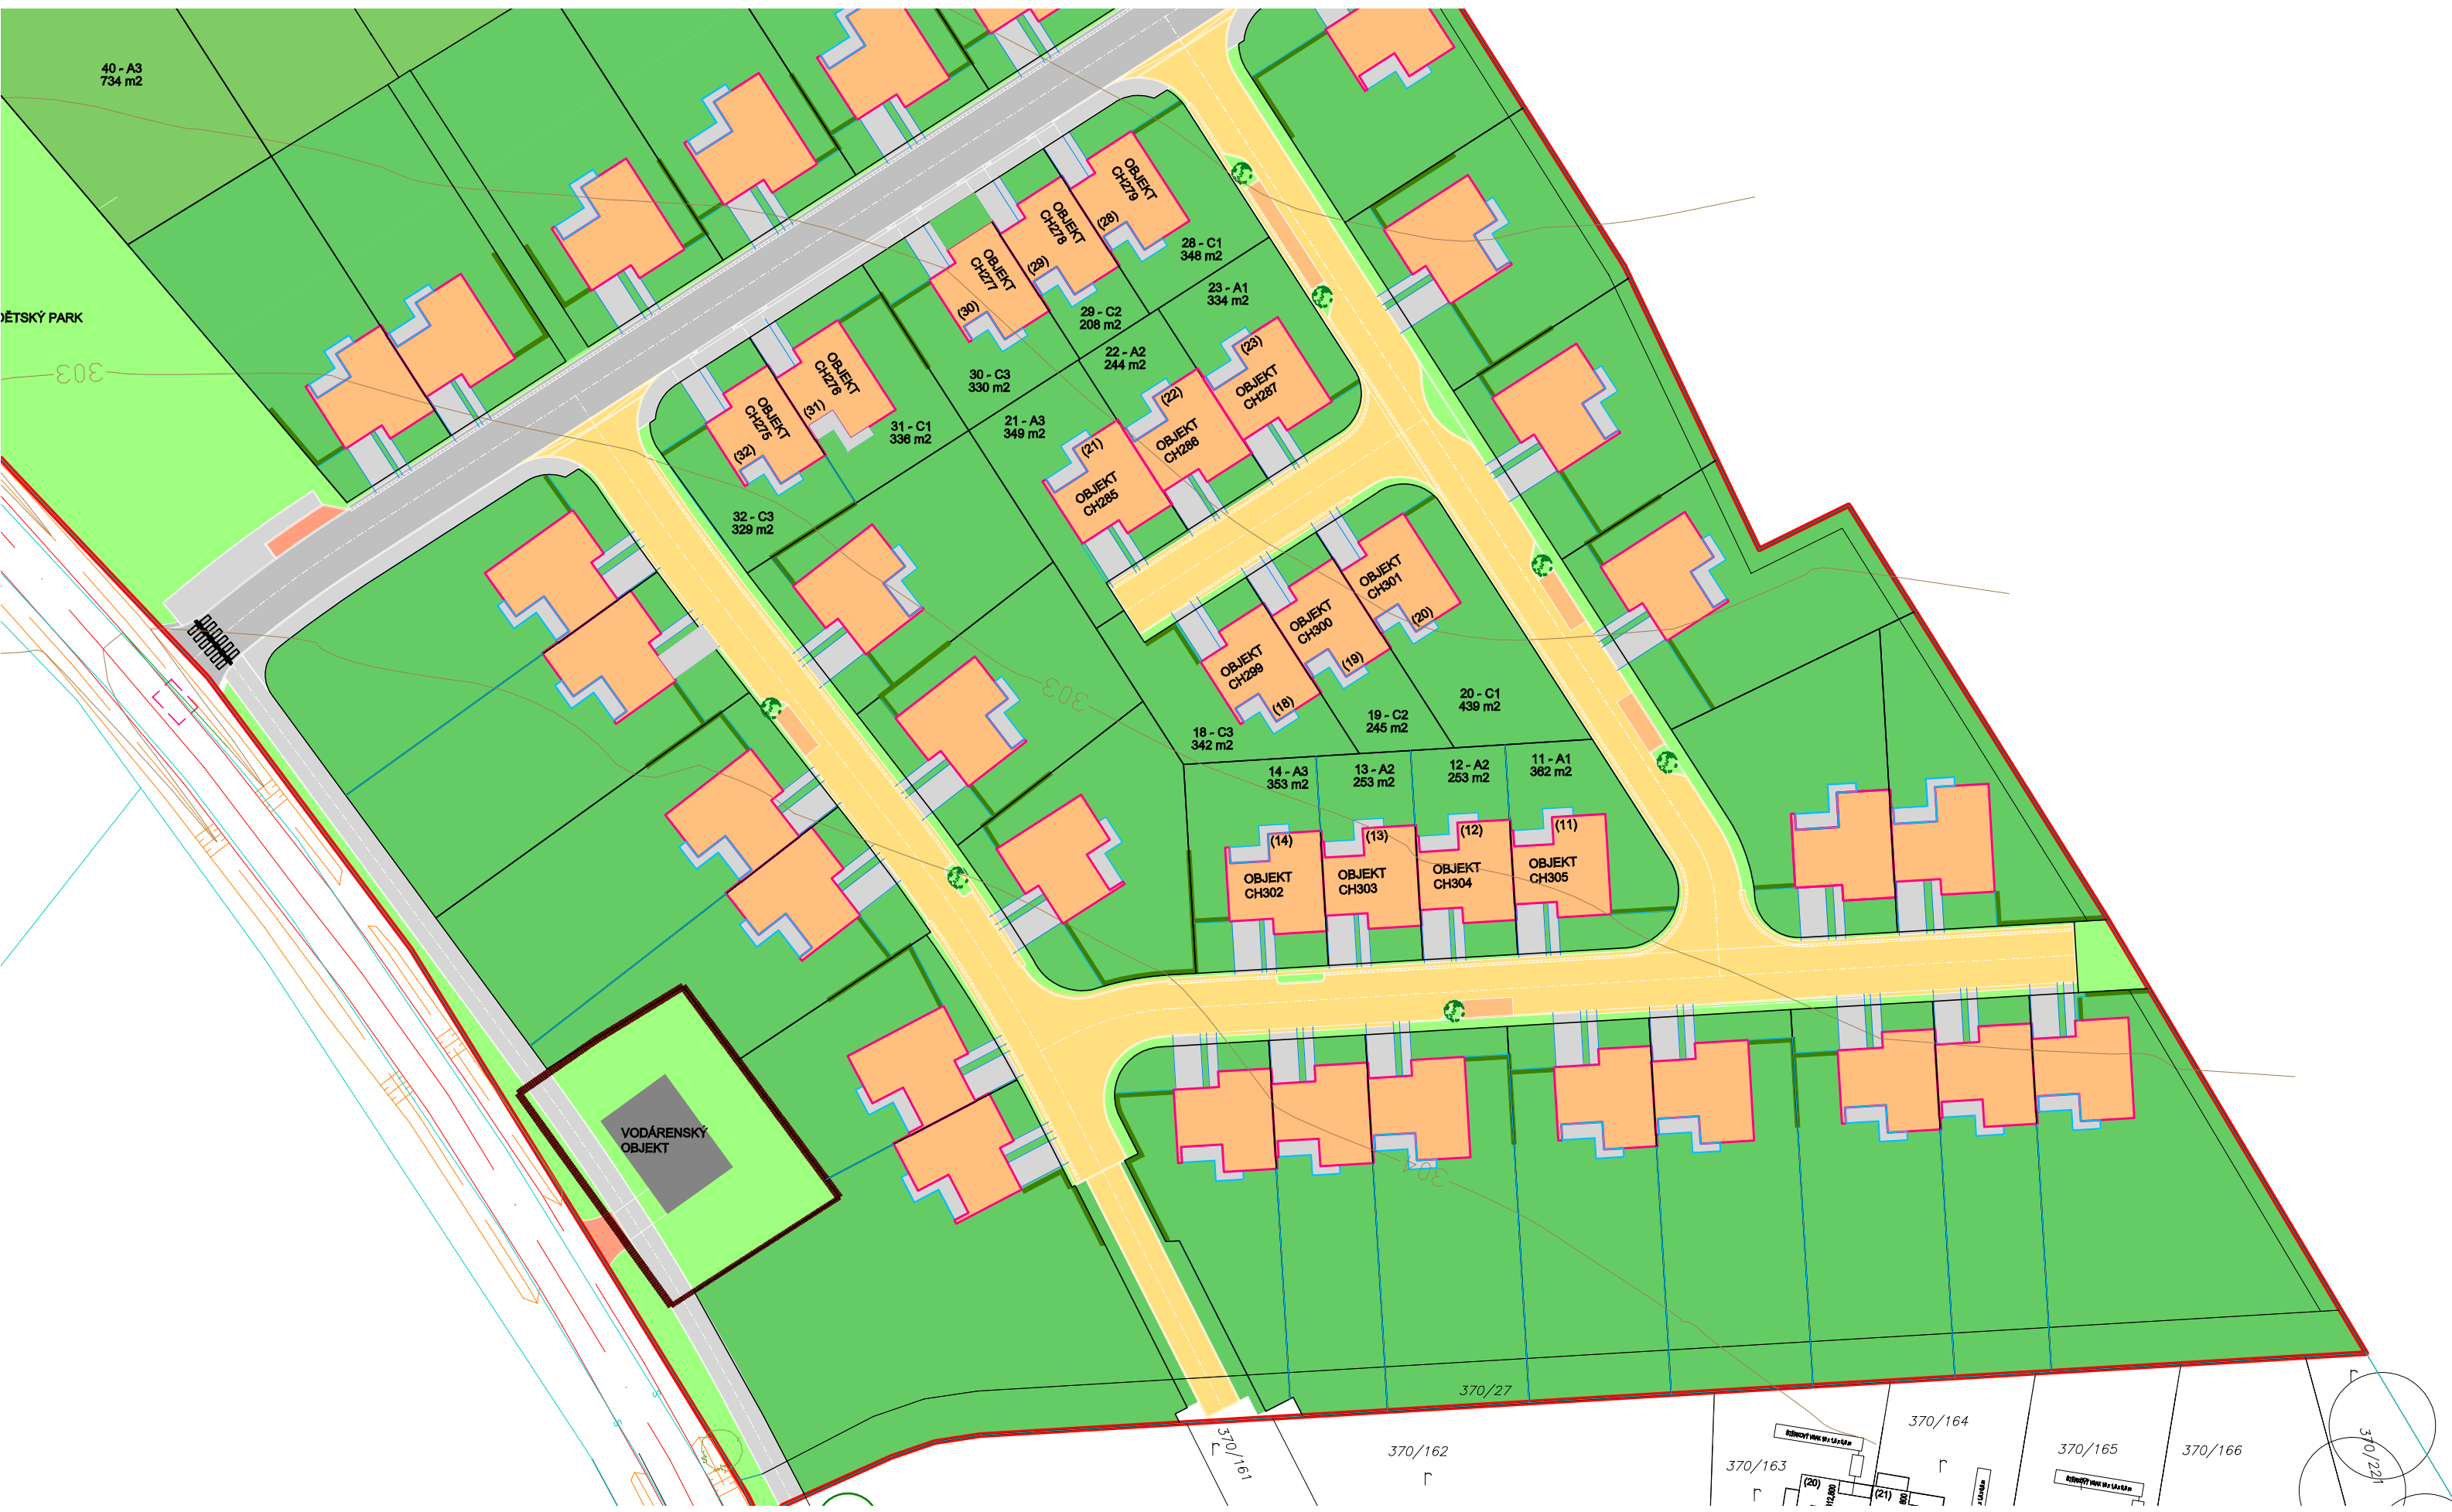 40 - A3
734 m2
DĚTSKÝ PARK
303
OBJEKT
CH279
(28)
28 - C1
348 m2
OBJEKT
CH278
(29)
29 - C2
208 m2
OBJEKT
CH277
(30)
30 - C3
330 m2
23 - A1
334 m2
22 - A2
244 m2
21 - A3
349 m2
OBJEKT
CH276
(31)
31 - C1
336 m2
OBJEKT
CH275
(32)
32 - C3
329 m2
(23)
OBJEKT
CH287
(22)
OBJEKT
CH286
(21)
OBJEKT
CH285
OBJEKT
CH301
(20)
OBJEKT
CH300
(19)
OBJEKT
CH299
(18)
303
20 - C1
439 m2
19 - C2
245 m2
18 - C3
342 m2
14 - A3
353 m2
13 - A2
253 m2
12 - A2
253 m2
11 - A1
362 m2
(14)
(13)
(12)
(11)
OBJEKT
CH302
OBJEKT
CH303
OBJEKT
CH304
OBJEKT
CH305
VODÁRENSKÝ
OBJEKT
370/27
370/161
370/162
370/163
370/164
370/165
370/166
370/221
(20)
(21)